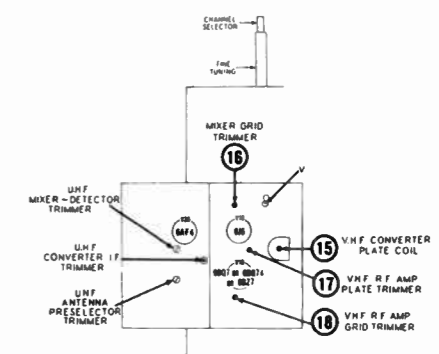 CHANNEL
SELECTOR
FINE
TUNING
MIXER GRID
TRIMMER
16
V
U.H.F
MIXER-DETECTOR
TRIMMER
6AF4
6J6
15
V.H.F CONVERTER
PLATE COIL
U.H.F
CONVERTER I.F
TRIMMER
6BQ7 OR 6BQ7A
OR 6BZ7
17
V.H.F R.F AMP
PLATE TRIMMER
U.H.F
ANTENNA
PRESELECTOR
TRIMMER
18
V.H.F R.F AMP
GRID TRIMMER